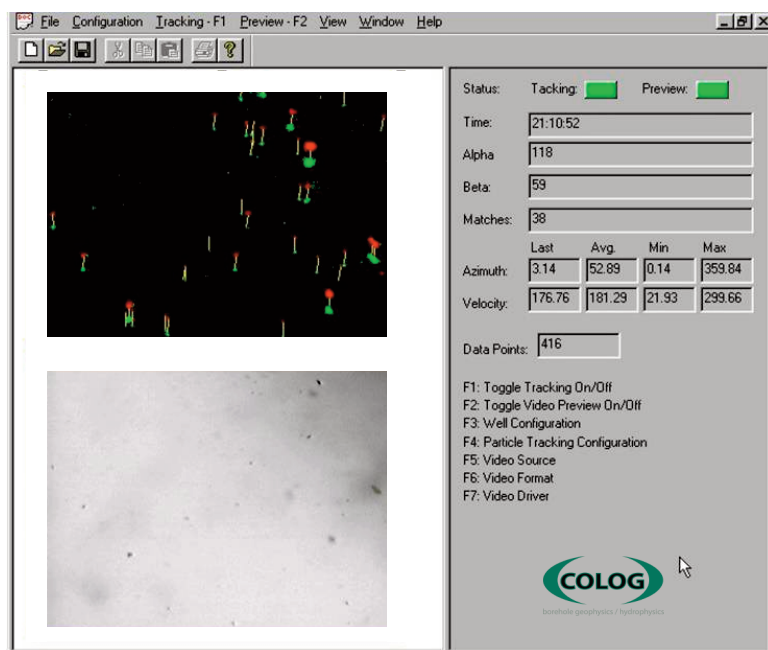 File Configuration Tracking - F1 Preview - F2 View Window Help
Status: Tacking: Preview:
Time: 21:10:52
Alpha 118
Beta: 59
Matches: 38
Last Avg. Min Max
Azimuth: 3.14 52.89 0.14 359.84
Velocity: 176.76 181.29 21.93 299.66
Data Points: 416
F1: Toggle Tracking On/Off
F2: Toggle Video Preview On/Off
F3: Well Configuration
F4: Particle Tracking Configuration
F5: Video Source
F6: Video Format
F7: Video Driver
COLOG
borehole geophysics / hydrophysics